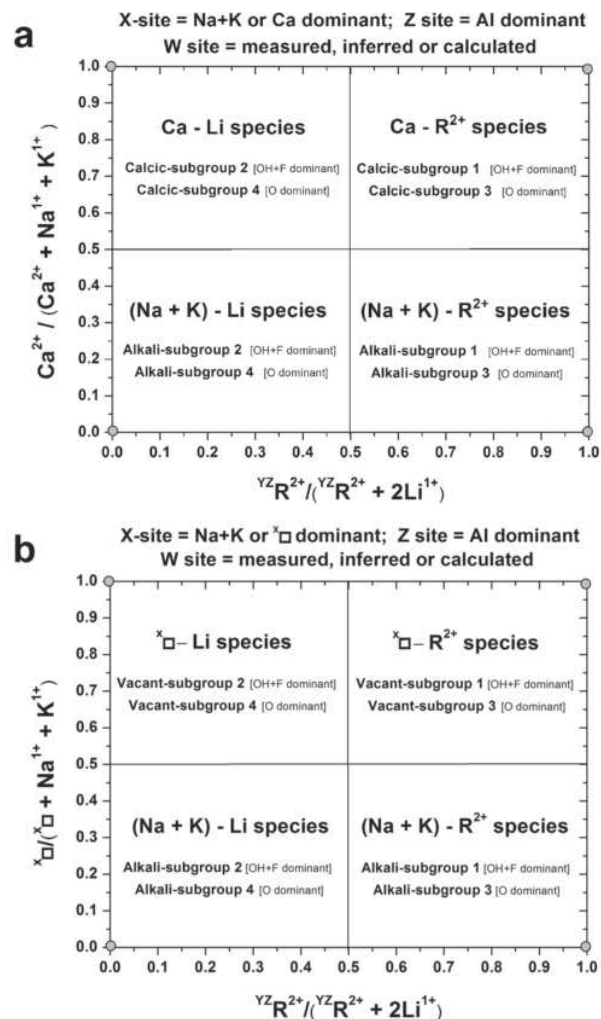 a
X-site = Na+K or Ca dominant; Z site = Al dominant
W site = measured, inferred or calculated
Ca²⁺ / (Ca²⁺ + Na¹⁺ + K¹⁺)
1.0
0.9
0.8
0.7
0.6
0.5
0.4
0.3
0.2
0.1
0.0
Ca - Li species
Calcic-subgroup 2 [OH+F dominant]
Calcic-subgroup 4 [O dominant]
Ca - R²⁺ species
Calcic-subgroup 1 [OH+F dominant]
Calcic-subgroup 3 [O dominant]
(Na + K) - Li species
Alkali-subgroup 2 [OH+F dominant]
Alkali-subgroup 4 [O dominant]
(Na + K) - R²⁺ species
Alkali-subgroup 1 [OH+F dominant]
Alkali-subgroup 3 [O dominant]
0.0 0.1 0.2 0.3 0.4 0.5 0.6 0.7 0.8 0.9 1.0
ʸᶻR²⁺/(ʸᶻR²⁺ + 2Li¹⁺)
b
X-site = Na+K or ˣ□ dominant; Z site = Al dominant
W site = measured, inferred or calculated
ˣ□/(ˣ□ + Na¹⁺ + K¹⁺)
1.0
0.9
0.8
0.7
0.6
0.5
0.4
0.3
0.2
0.1
0.0
ˣ□– Li species
Vacant-subgroup 2 [OH+F dominant]
Vacant-subgroup 4 [O dominant]
ˣ□– R²⁺ species
Vacant-subgroup 1 [OH+F dominant]
Vacant-subgroup 3 [O dominant]
(Na + K) - Li species
Alkali-subgroup 2 [OH+F dominant]
Alkali-subgroup 4 [O dominant]
(Na + K) - R²⁺ species
Alkali-subgroup 1 [OH+F dominant]
Alkali-subgroup 3 [O dominant]
0.0 0.1 0.2 0.3 0.4 0.5 0.6 0.7 0.8 0.9 1.0
ʸᶻR²⁺/(ʸᶻR²⁺ + 2Li¹⁺)